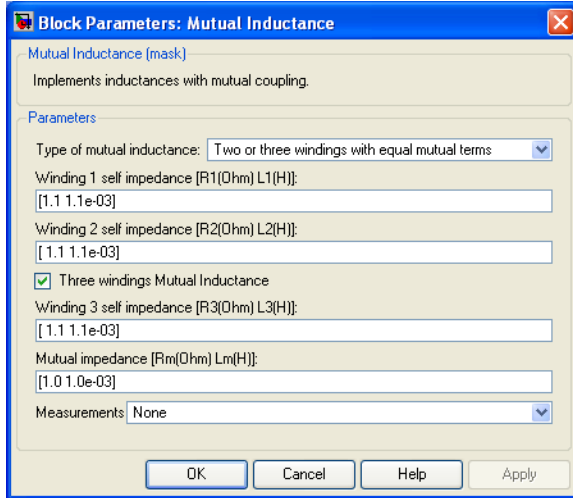 Block Parameters: Mutual Inductance
Mutual Inductance (mask)
Implements inductances with mutual coupling.
Parameters
Type of mutual inductance: Two or three windings with equal mutual terms
Winding 1 self impedance [R1(Ohm) L1(H)]:
[1.1 1.1e-03]
Winding 2 self impedance [R2(Ohm) L2(H)]:
[ 1.1 1.1e-03]
Three windings Mutual Inductance
Winding 3 self impedance [R3(Ohm) L3(H)]:
[ 1.1 1.1e-03]
Mutual impedance [Rm(Ohm) Lm(H)]:
[1.0 1.0e-03]
Measurements None
OK Cancel Help Apply